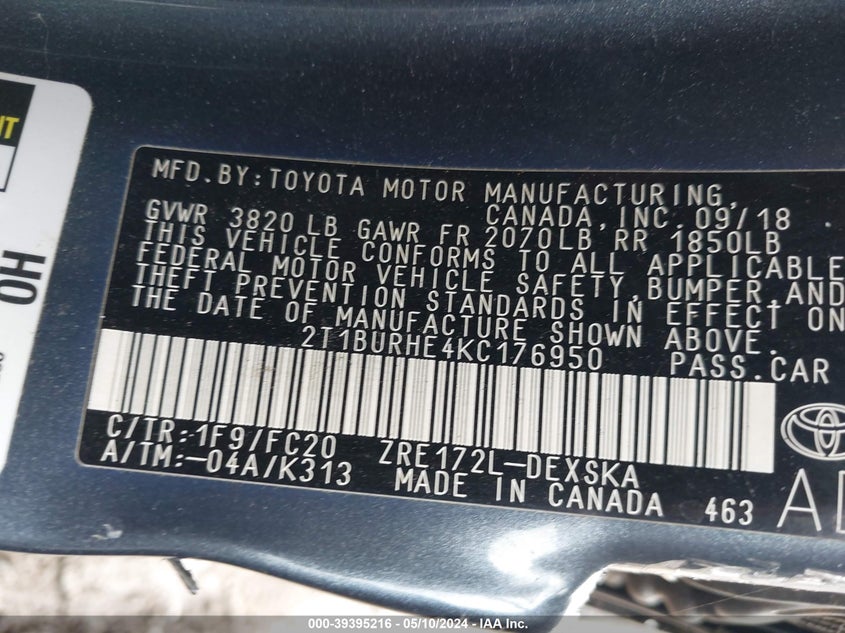 MFD.BY:TOYOTA MOTOR MANUFACTURING,
CANADA, INC. 09/18
GVWR 3820 LB GAWR FR 2070LB RR 1850LB
THIS VEHICLE CONFORMS TO ALL APPLICABLE
FEDERAL MOTOR VEHICLE SAFETY,BUMPER,AND
THEFT PREVENTION STANDARDS IN EFFECT ON
THE DATE OF MANUFACTURE SHOWN ABOVE.
2T1BURHE4KC176950 PASS.CAR
C/TR:-1F9/FC20 ZRE172L-DEXSKA
A/TM:-04A/K313 MADE IN CANADA 463
HO
000-39395216 - 05/10/2024 - IAA Inc.